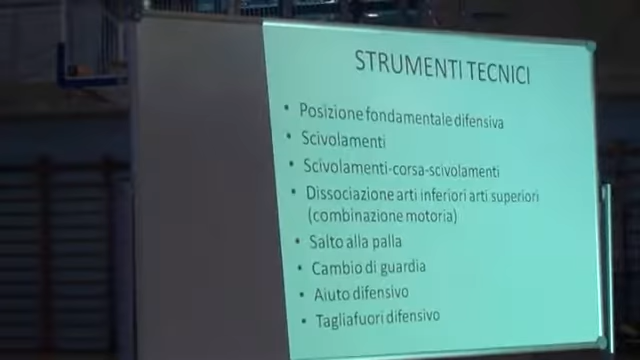 STRUMENTI TECNICI
• Posizione fondamentale difensiva
• Scivolamenti
• Scivolamenti-corsa-scivolamenti
• Dissociazione arti inferiori arti superiori
(combinazione motoria)
• Salto alla palla
• Cambio di guardia
• Aiuto difensivo
• Tagliafuori difensivo